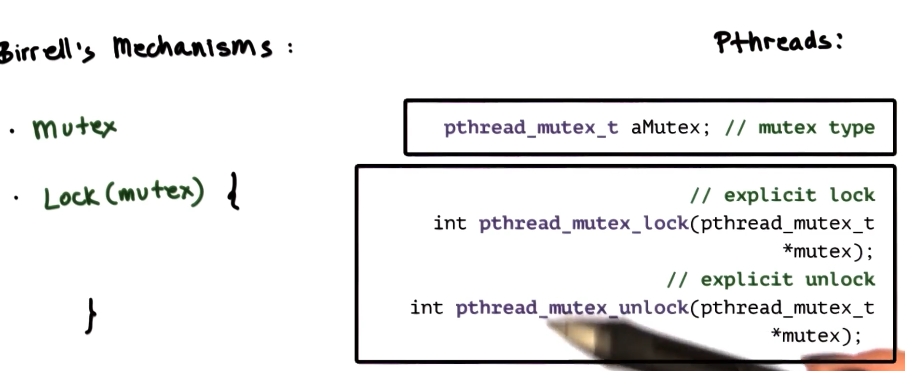 Birrell's Mechanisms :
Pthreads:
· mutex
pthread_mutex_t aMutex; // mutex type
· Lock (mutex) {
}
// explicit lock
int pthread_mutex_lock(pthread_mutex_t
*mutex);
// explicit unlock
int pthread_mutex_unlock(pthread_mutex_t
*mutex);